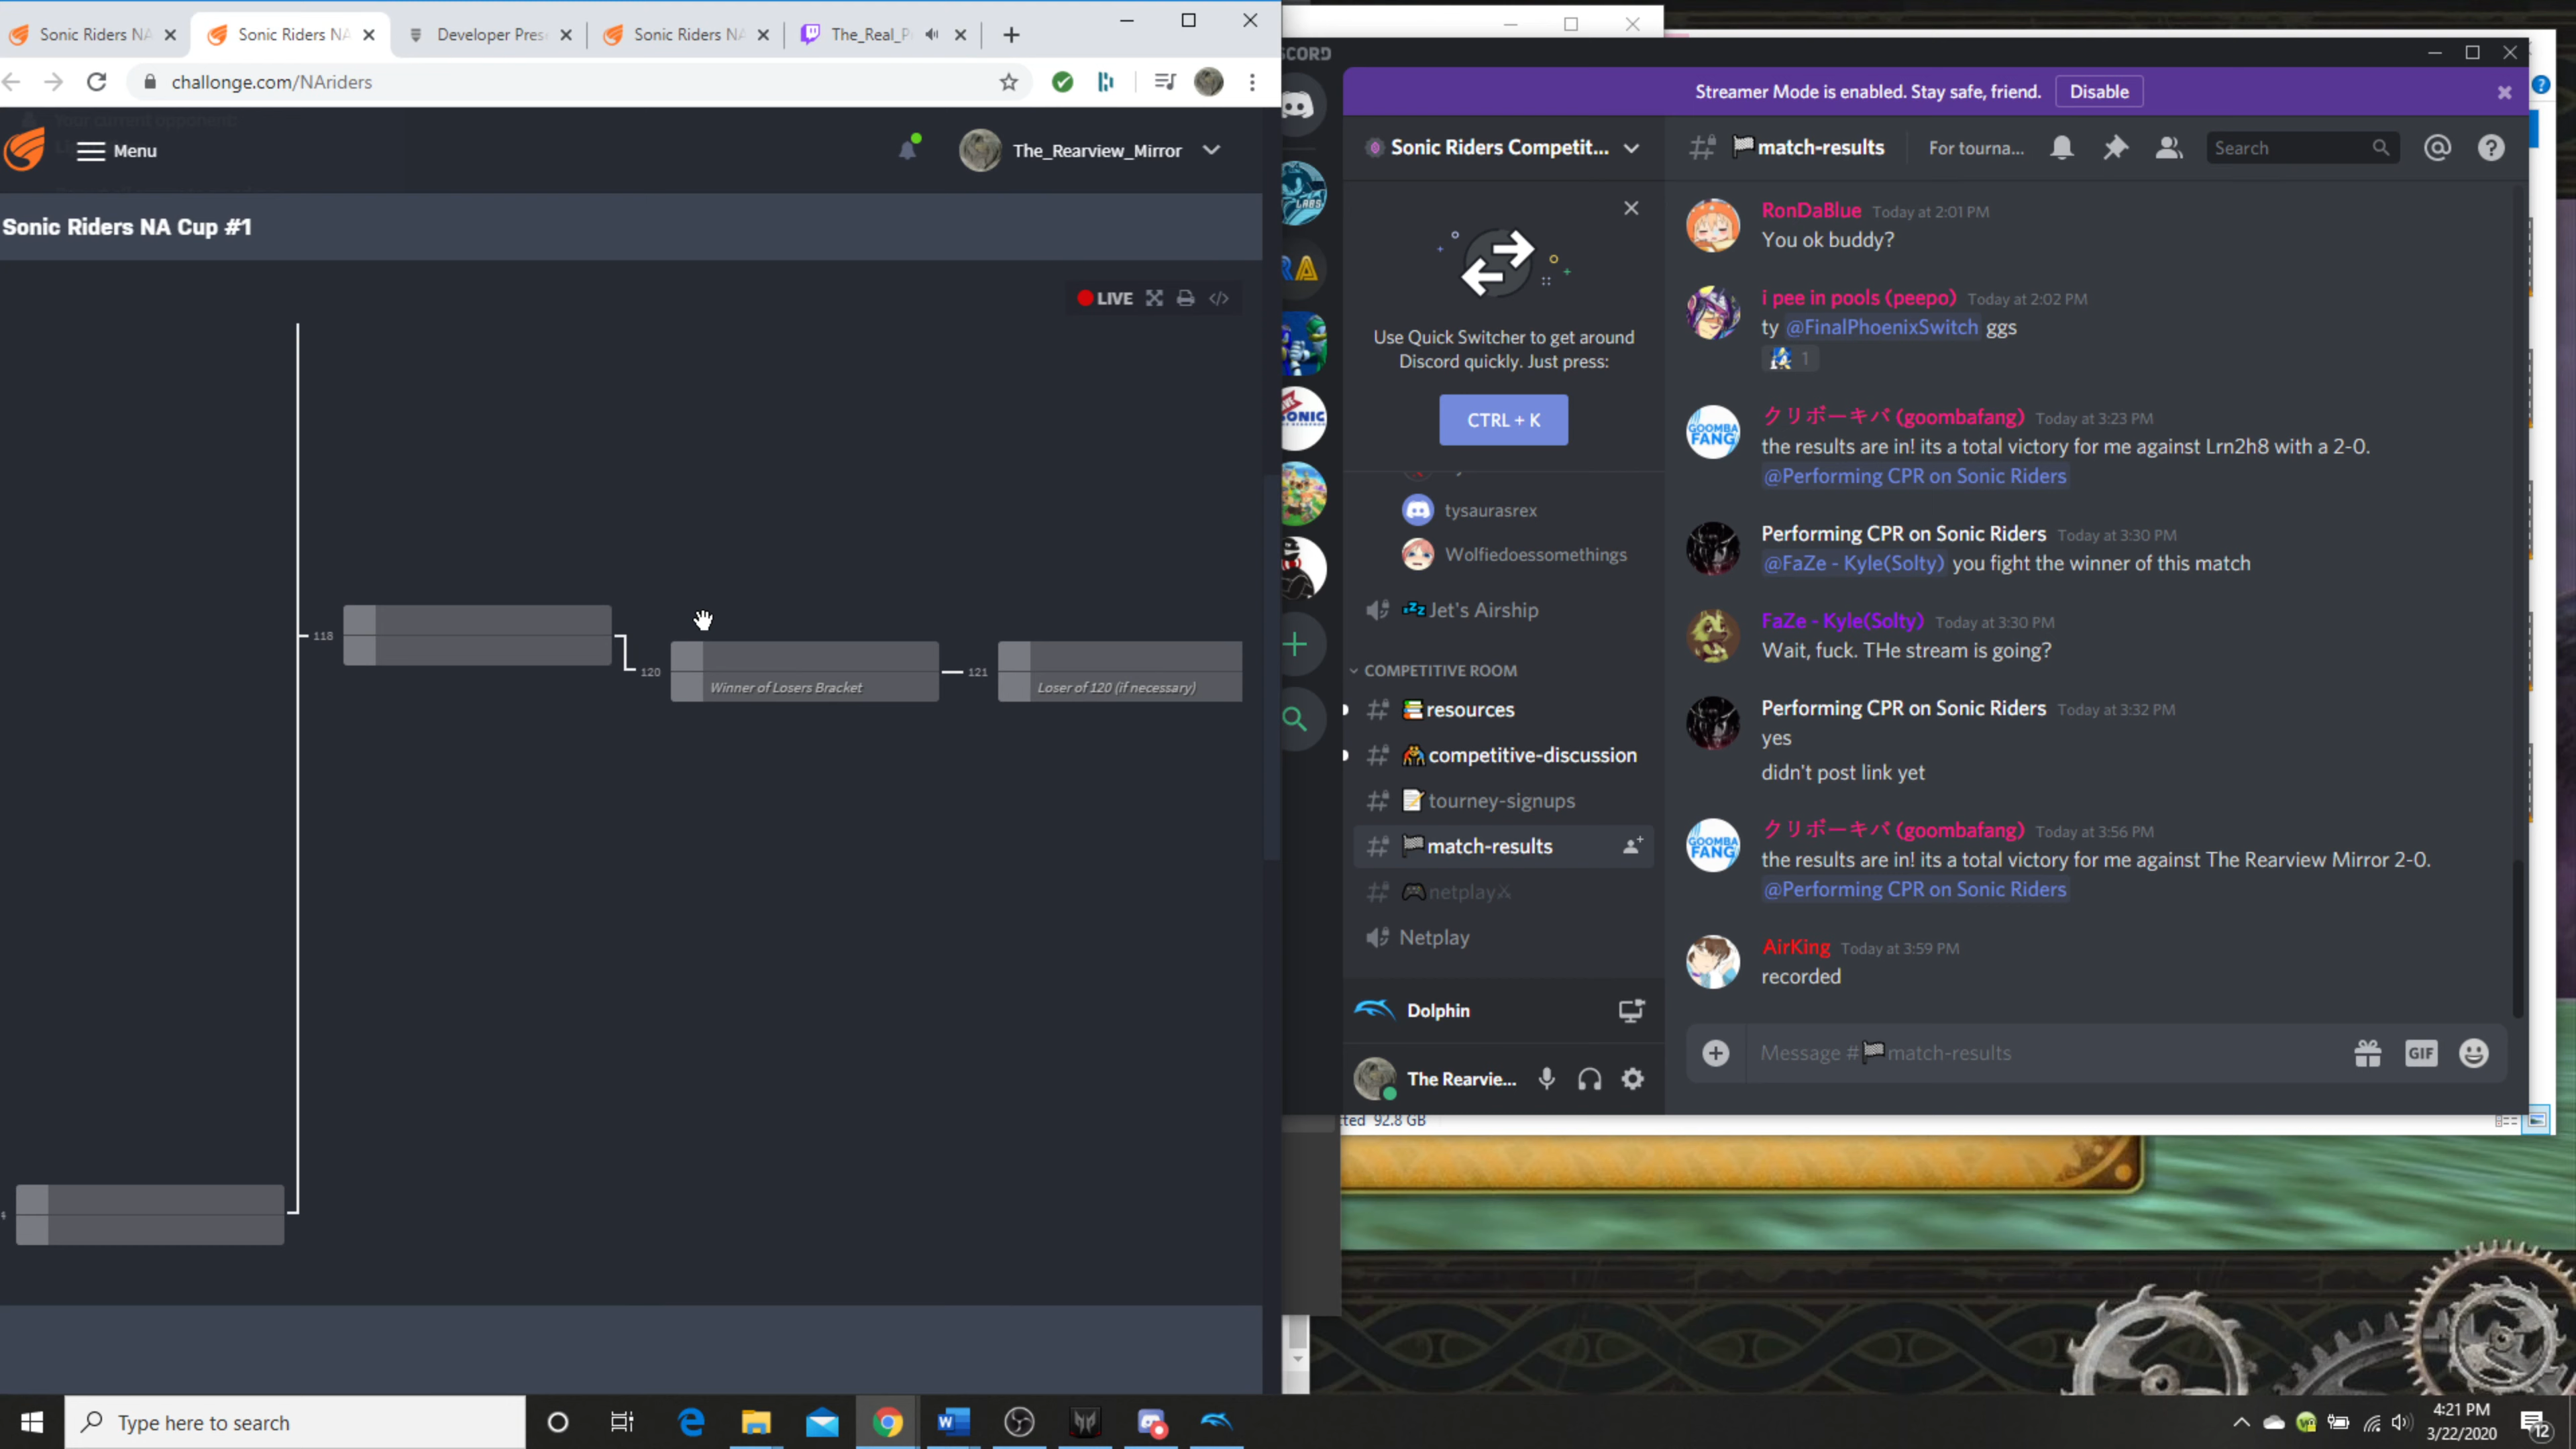 Sonic Riders NA
Sonic Riders NA
Developer Pres
Sonic Riders NA
The_Real_P
challonge.com/NAriders
Your current opponent:
Menu
The_Rearview_Mirror
Sonic Riders NA Cup #1
LIVE
118
120
Winner of Losers Bracket
121
Loser of 120 (if necessary)
CORD
Streamer Mode is enabled. Stay safe, friend.
Disable
Sonic Riders Competit...
match-results
For tourna...
Search
LABS
RA
SONIC
Use Quick Switcher to get around
Discord quickly. Just press:
CTRL + K
tysaurasrex
Wolfiedoessomethings
Jet's Airship
COMPETITIVE ROOM
resources
competitive-discussion
tourney-signups
match-results
netplay
Netplay
Dolphin
The Rearvie...
RonDaBlue Today at 2:01 PM
You ok buddy?
i pee in pools (peepo) Today at 2:02 PM
ty @FinalPhoenixSwitch ggs
1
GOOMBA
FANG
クリボーキバ (goombafang) Today at 3:23 PM
the results are in! its a total victory for me against Lrn2h8 with a 2-0.
@Performing CPR on Sonic Riders
Performing CPR on Sonic Riders Today at 3:30 PM
@FaZe - Kyle(Solty) you fight the winner of this match
FaZe - Kyle(Solty) Today at 3:30 PM
Wait, fuck. THe stream is going?
Performing CPR on Sonic Riders Today at 3:32 PM
yes
didn't post link yet
GOOMBA
FANG
クリボーキバ (goombafang) Today at 3:56 PM
the results are in! its a total victory for me against The Rearview Mirror 2-0.
@Performing CPR on Sonic Riders
AirKing Today at 3:59 PM
recorded
Message #match-results
GIF
cted 92.8 GB
Type here to search
4:21 PM
3/22/2020
12